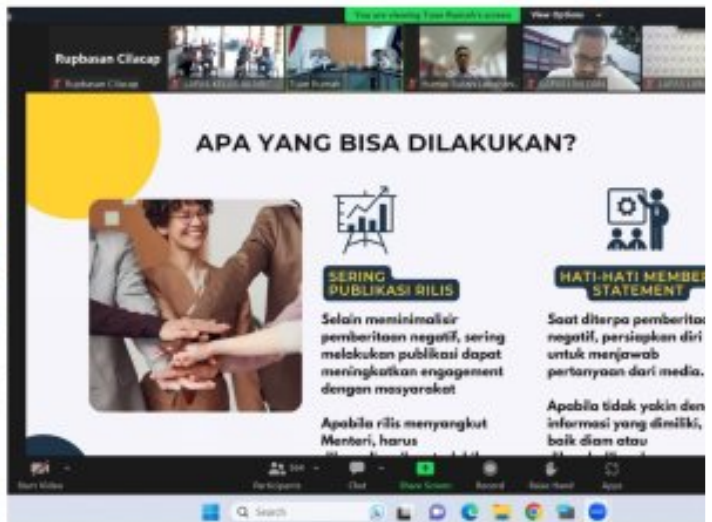 You are viewing Tuan Rumah's screen
View Options
Rupbasan Cilacap
Rupbasan Cilacap
Tuan Rumah
APA YANG BISA DILAKUKAN?
SERING
PUBLIKASI RILIS
Selain meminimalisir
pemberitaan negatif, sering
melakukan publikasi dapat
meningkatkan engagement
dengan masyarakat
Apabila rilis menyangkut
Menteri, harus
HATI-HATI MEMBER
STATEMENT
Saat diterpa pemberitaa
negatif, persiapkan diri
untuk menjawab
pertanyaan dari media.
Apabila tidak yakin den
informasi yang dimiliki,
baik diam atau
Start Video
Participants
Chat
Share Screen
Record
Raise Hand
Apps
Search